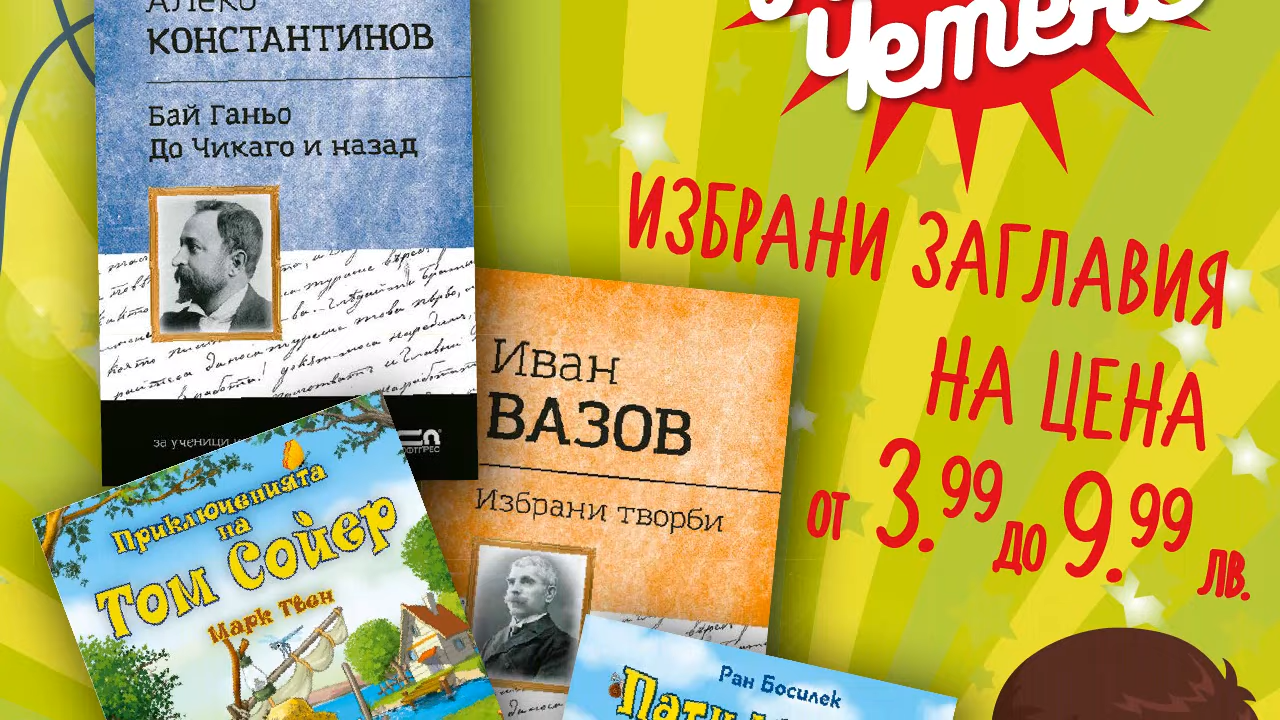 Алеко
КОНСТАНТИНОВ
Бай Ганьо
До Чикаго и назад
за ученици
Иван
ВАЗОВ
Избрани творби
Приключенията
на
Том Сойер
Марк Твен
Ран Босилек
Четене
ИЗБРАНИ ЗАГЛАВИЯ
НА ЦЕНА
ОТ 3.99 ДО 9.99 ЛВ.